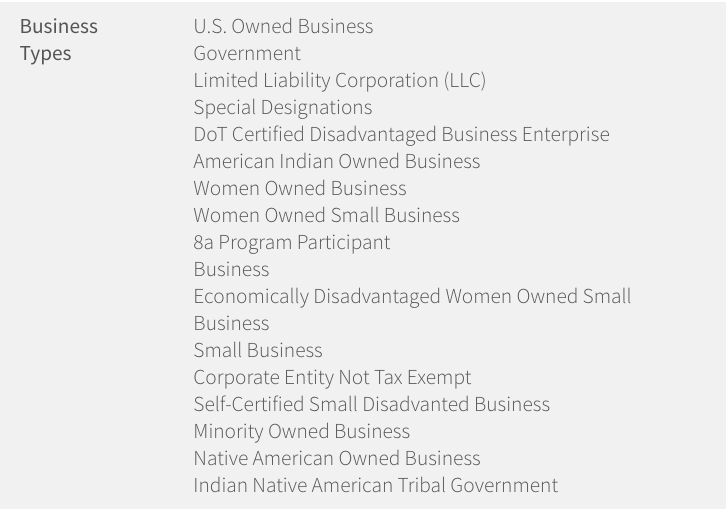 Business
Types
U.S. Owned Business
Government
Limited Liability Corporation (LLC)
Special Designations
DoT Certified Disadvantaged Business Enterprise
American Indian Owned Business
Women Owned Business
Women Owned Small Business
8a Program Participant
Business
Economically Disadvantaged Women Owned Small
Business
Small Business
Corporate Entity Not Tax Exempt
Self-Certified Small Disadvanted Business
Minority Owned Business
Native American Owned Business
Indian Native American Tribal Government